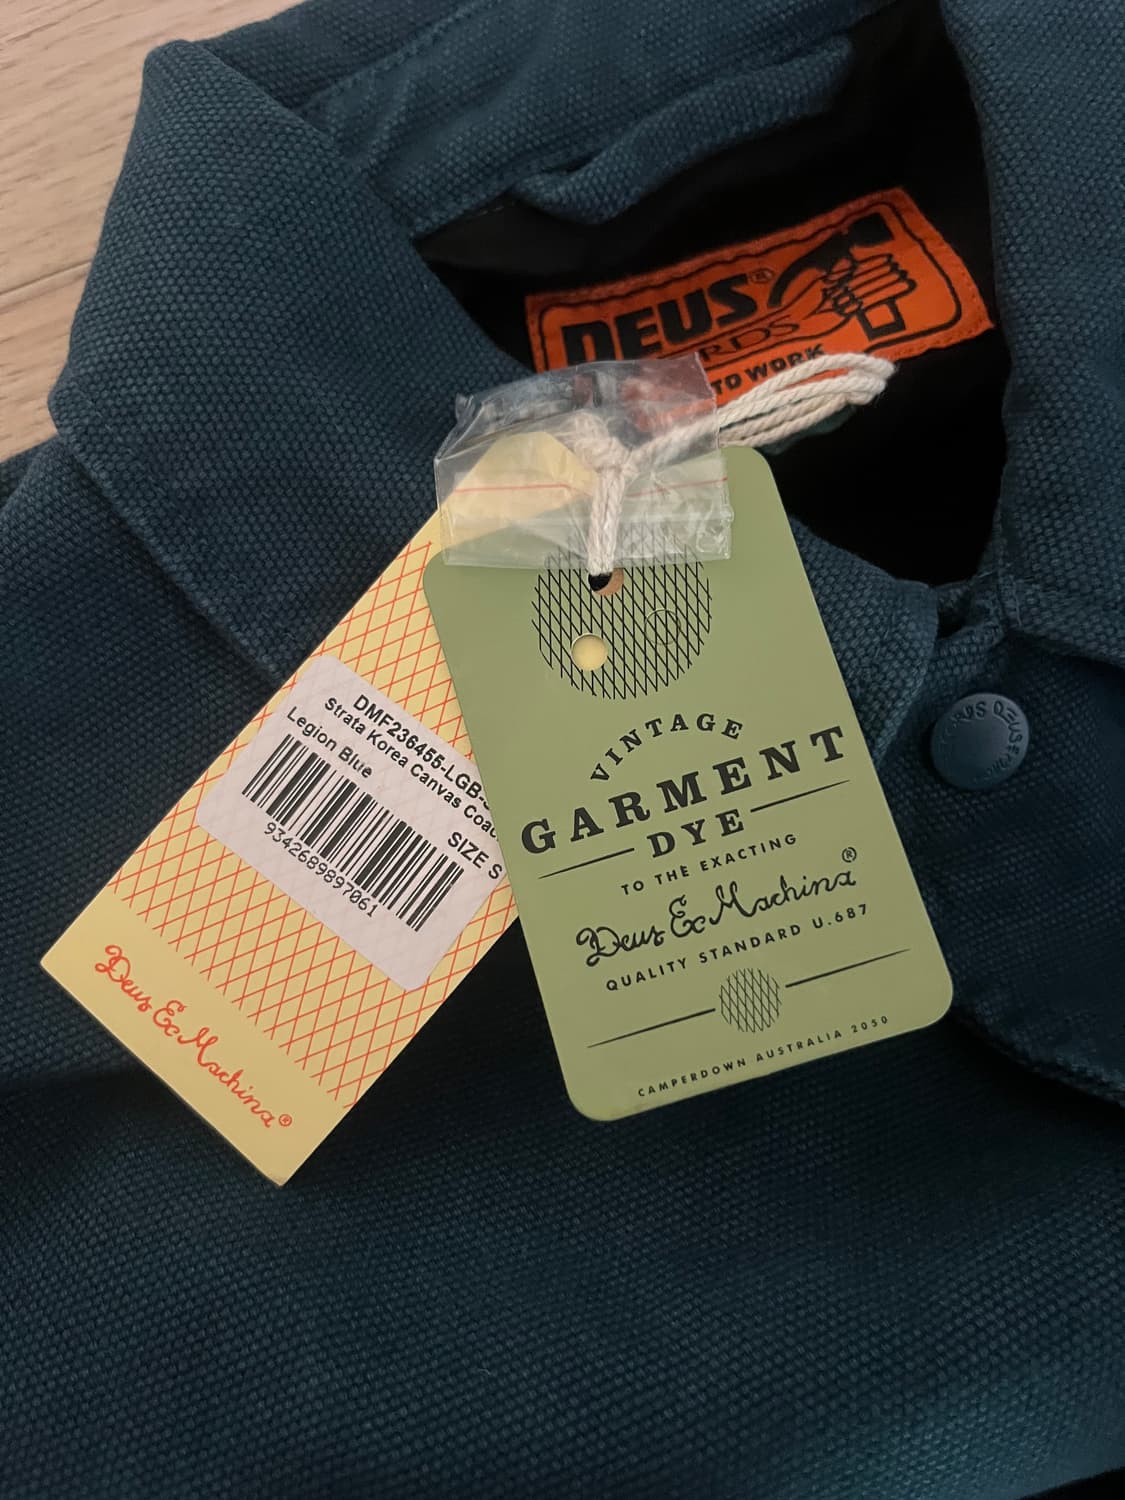 DEUS®
RDS
TO WORK
DMF236455-LGB-
Strata Korea Canvas Coac
Legion Blue
SIZE S
9342689897061
Deus Ex Machina®
VINTAGE
GARMENT
DYE
TO THE EXACTING
Deus Ex Machina®
QUALITY STANDARD U.687
CAMPERDOWN AUSTRALIA 2050